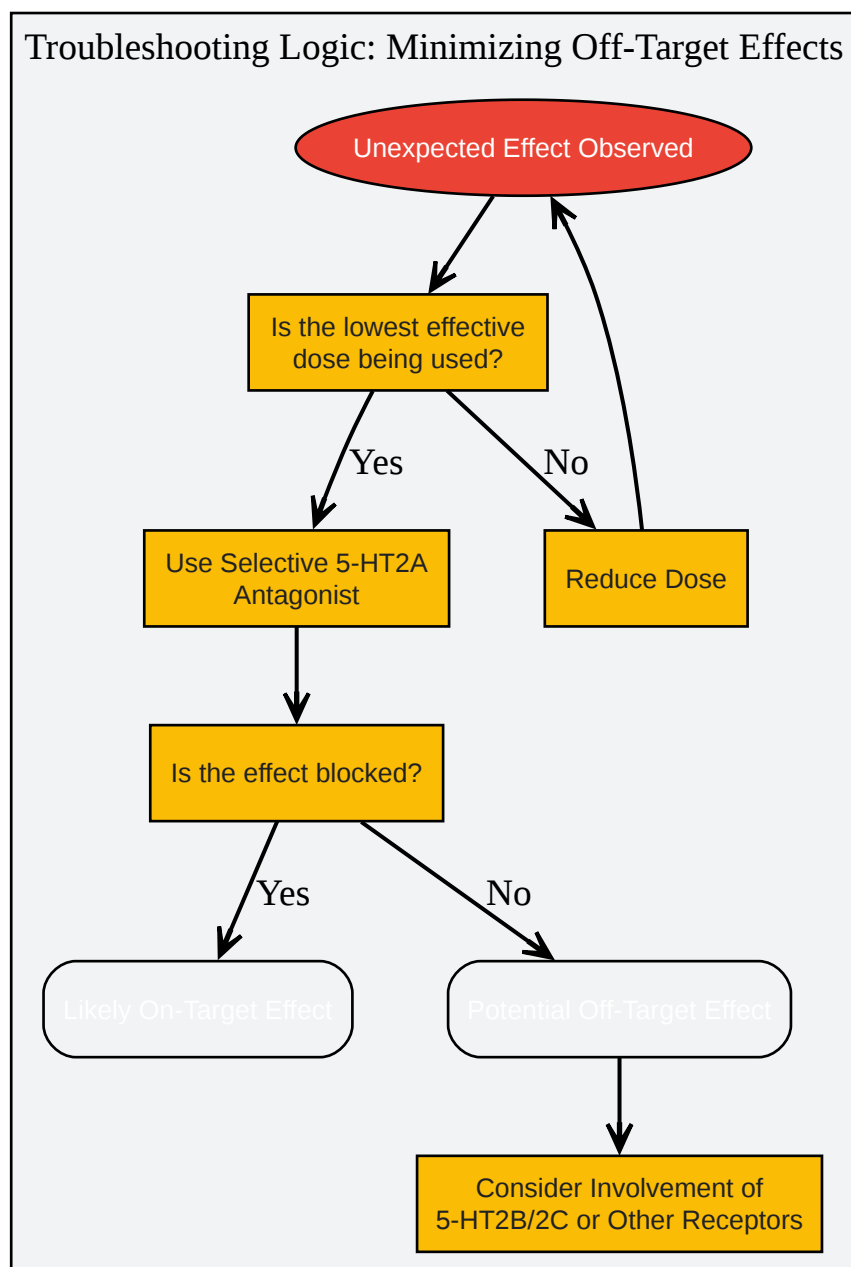 Troubleshooting Logic: Minimizing Off-Target Effects
Unexpected Effect Observed
Is the lowest effective
dose being used?
Yes
No
Use Selective 5-HT2A
Antagonist
Reduce Dose
Is the effect blocked?
Yes
No
Likely On-Target Effect
Potential Off-Target Effect
Consider Involvement of
5-HT2B/2C or Other Receptors